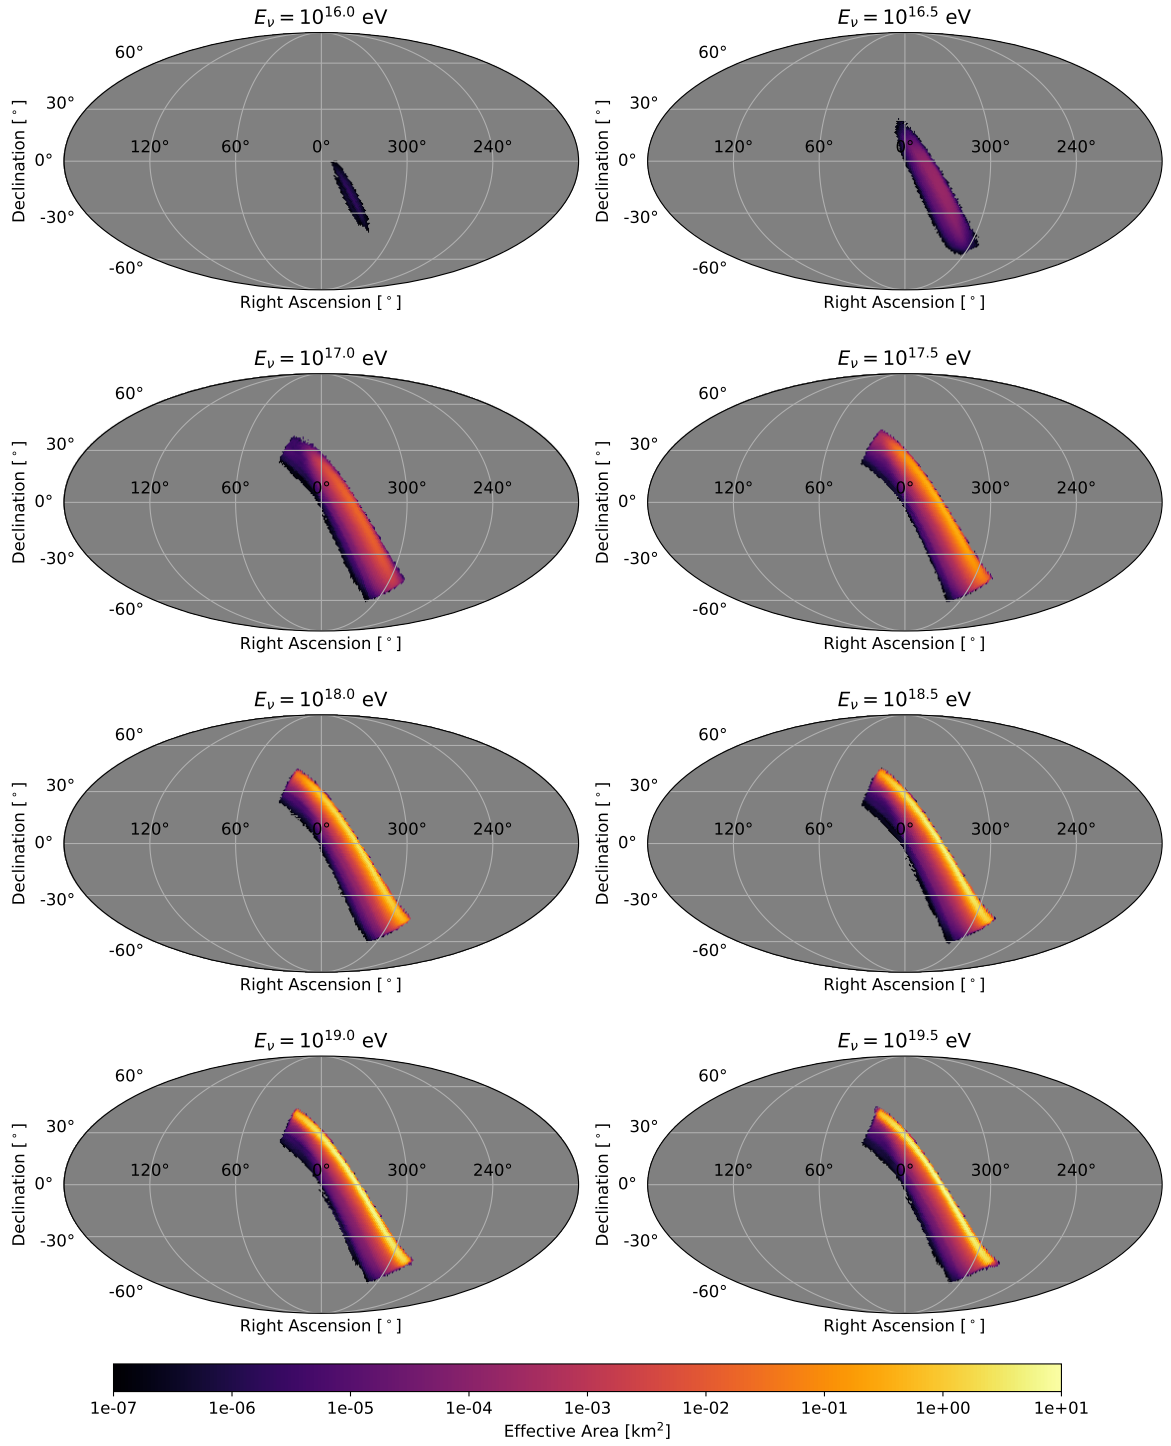 E_ν = 10^16.0 eV
E_ν = 10^16.5 eV
60°
60°
30°
30°
120° 60° 0° 300° 240°
120° 60° 0° 300° 240°
0°
0°
-30°
-30°
-60°
-60°
Declination [°]
Declination [°]
Right Ascension [°]
Right Ascension [°]
E_ν = 10^17.0 eV
E_ν = 10^17.5 eV
60°
60°
30°
30°
120° 60° 0° 300° 240°
120° 60° 0° 300° 240°
0°
0°
-30°
-30°
-60°
-60°
Declination [°]
Declination [°]
Right Ascension [°]
Right Ascension [°]
E_ν = 10^18.0 eV
E_ν = 10^18.5 eV
60°
60°
30°
30°
120° 60° 0° 300° 240°
120° 60° 0° 300° 240°
0°
0°
-30°
-30°
-60°
-60°
Declination [°]
Declination [°]
Right Ascension [°]
Right Ascension [°]
E_ν = 10^19.0 eV
E_ν = 10^19.5 eV
60°
60°
30°
30°
120° 60° 0° 300° 240°
120° 60° 0° 300° 240°
0°
0°
-30°
-30°
-60°
-60°
Declination [°]
Declination [°]
Right Ascension [°]
Right Ascension [°]
1e-07 1e-06 1e-05 1e-04 1e-03 1e-02 1e-01 1e+00 1e+01
Effective Area [km²]